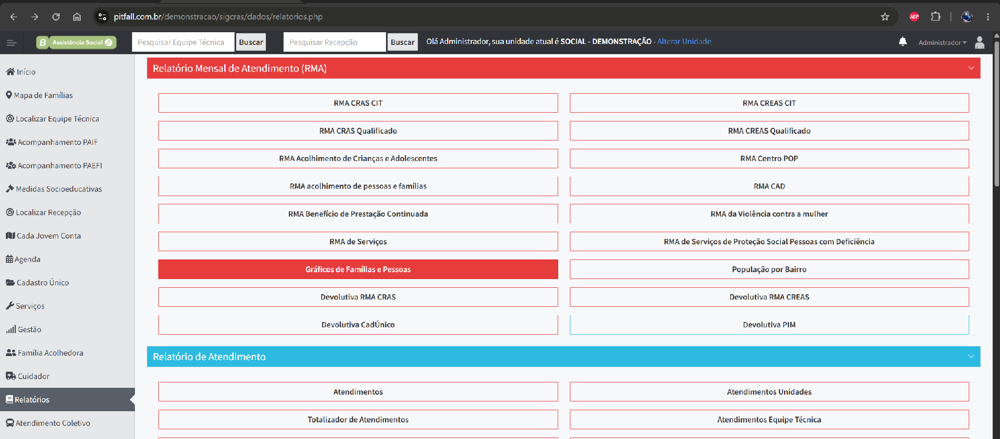 pitfall.com.br/demonstracao/sigcras/dados/relatorios.php
ABP
B Assistência Social
Pesquisar Equipe Técnica
Buscar
Pesquisar Recepção
Buscar
Olá Administrador, sua unidade atual é SOCIAL - DEMONSTRAÇÃO - Alterar Unidade
Administrador
Início
Mapa de Famílias
Localizar Equipe Técnica
Acompanhamento PAIF
Acompanhamento PAEFI
Medidas Socioeducativas
Localizar Recepção
Cada Jovem Conta
Agenda
Cadastro Único
Serviços
Gestão
Família Acolhedora
Cuidador
Relatórios
Atendimento Coletivo
Relatório Mensal de Atendimento (RMA)
RMA CRAS CIT
RMA CREAS CIT
RMA CRAS Qualificado
RMA CREAS Qualificado
RMA Acolhimento de Crianças e Adolescentes
RMA Centro POP
RMA acolhimento de pessoas e famílias
RMA CAD
RMA Benefício de Prestação Continuada
RMA da Violência contra a mulher
RMA de Serviços
RMA de Serviços de Proteção Social Pessoas com Deficiência
Gráficos de Famílias e Pessoas
População por Bairro
Devolutiva RMA CRAS
Devolutiva RMA CREAS
Devolutiva CadÚnico
Devolutiva PIM
Relatório de Atendimento
Atendimentos
Atendimentos Unidades
Totalizador de Atendimentos
Atendimentos Equipe Técnica